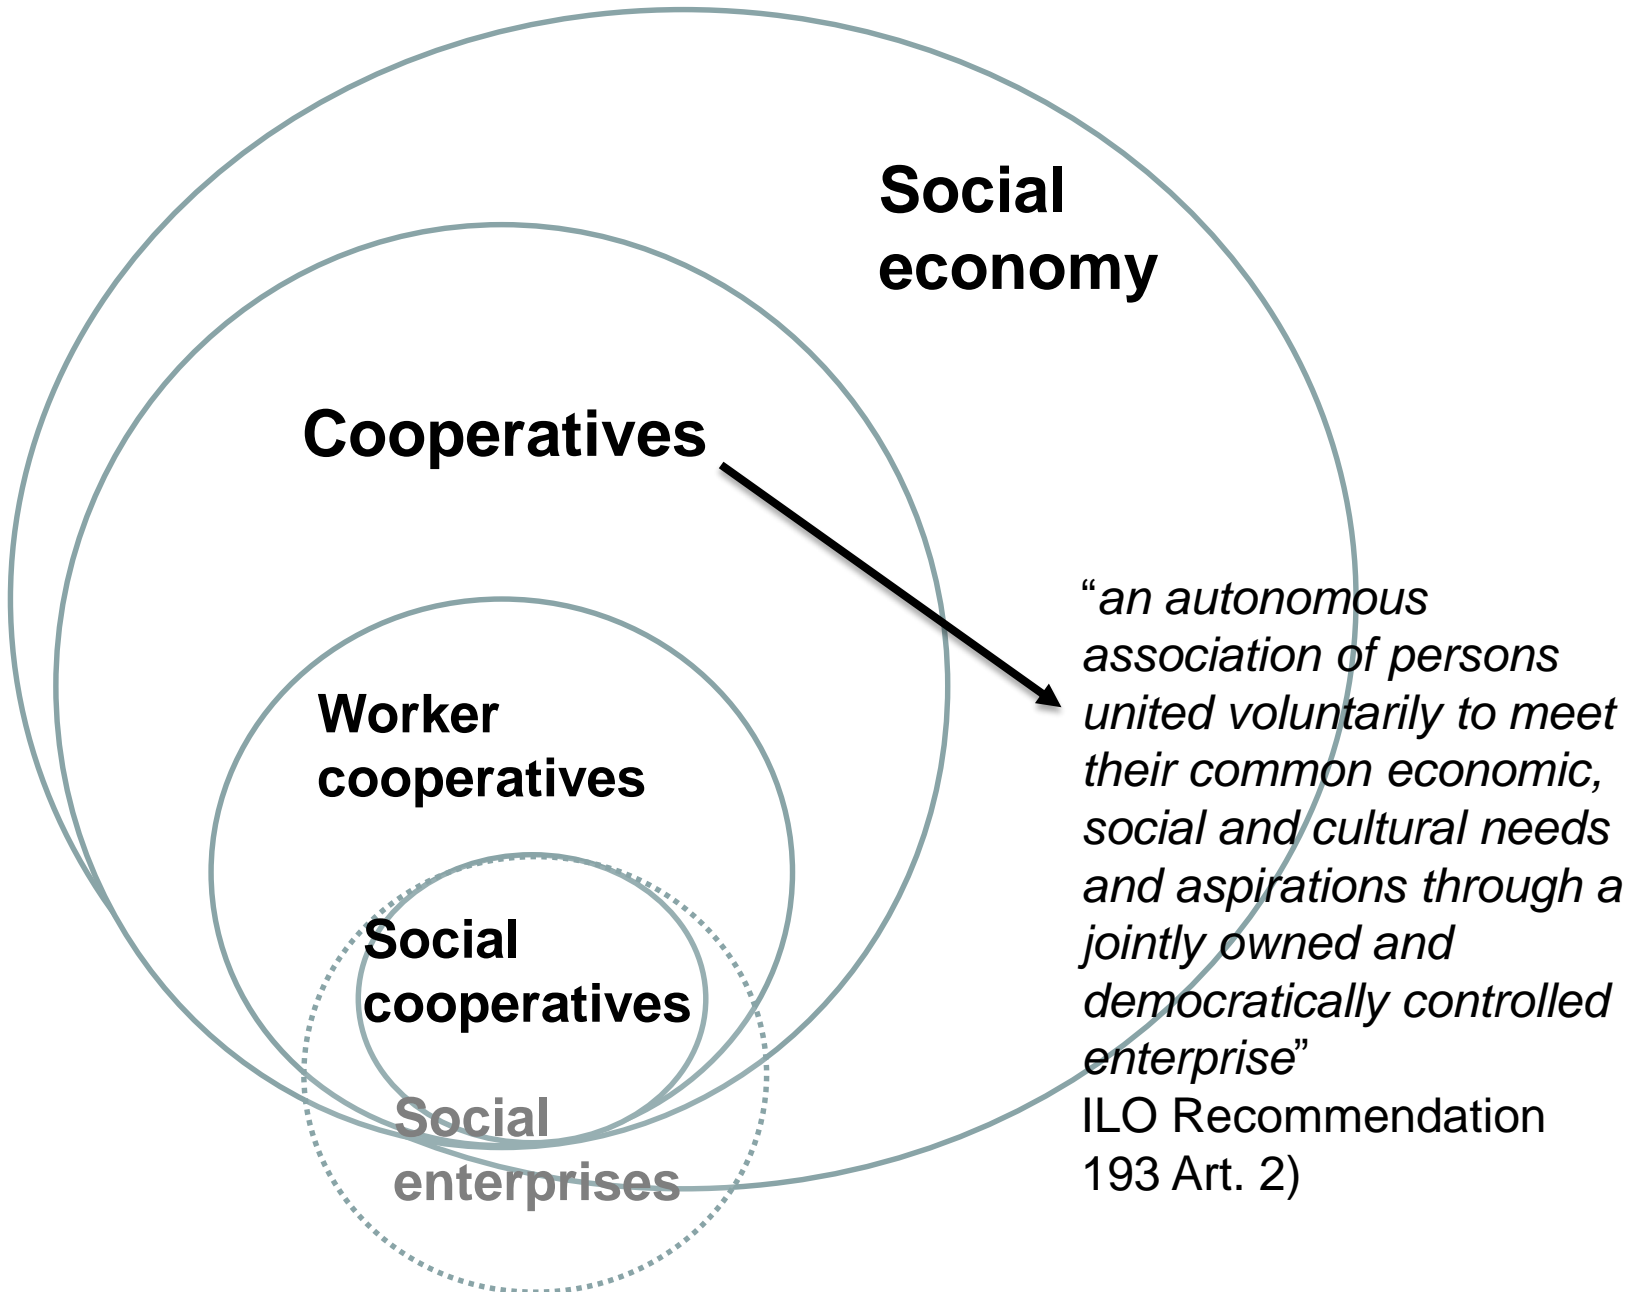 Social
economy
Cooperatives
Worker
cooperatives
Social
cooperatives
Social
enterprises
“an autonomous
association of persons
united voluntarily to meet
their common economic,
social and cultural needs
and aspirations through a
jointly owned and
democratically controlled
enterprise”
ILO Recommendation
193 Art. 2)